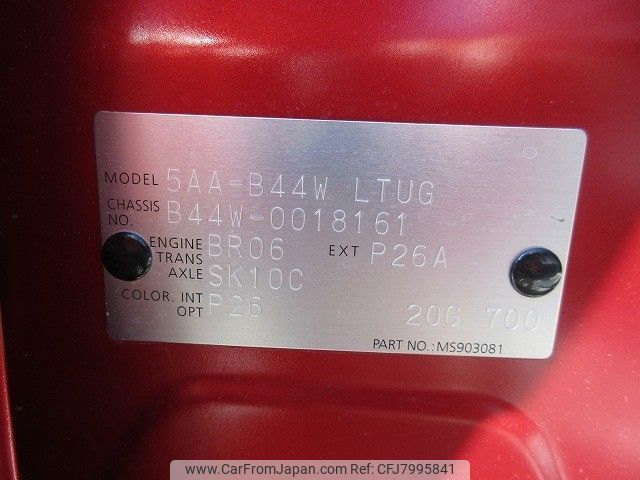 MODEL 5AA-B44W LTUG
CHASSIS NO. B44W-0018161
ENGINE BR06 EXT P26A
TRANS AXLE SK10C
COLOR. INT OPT P26 20G 700
PART NO.:MS903081
www.CarFromJapan.com CFJ7995841